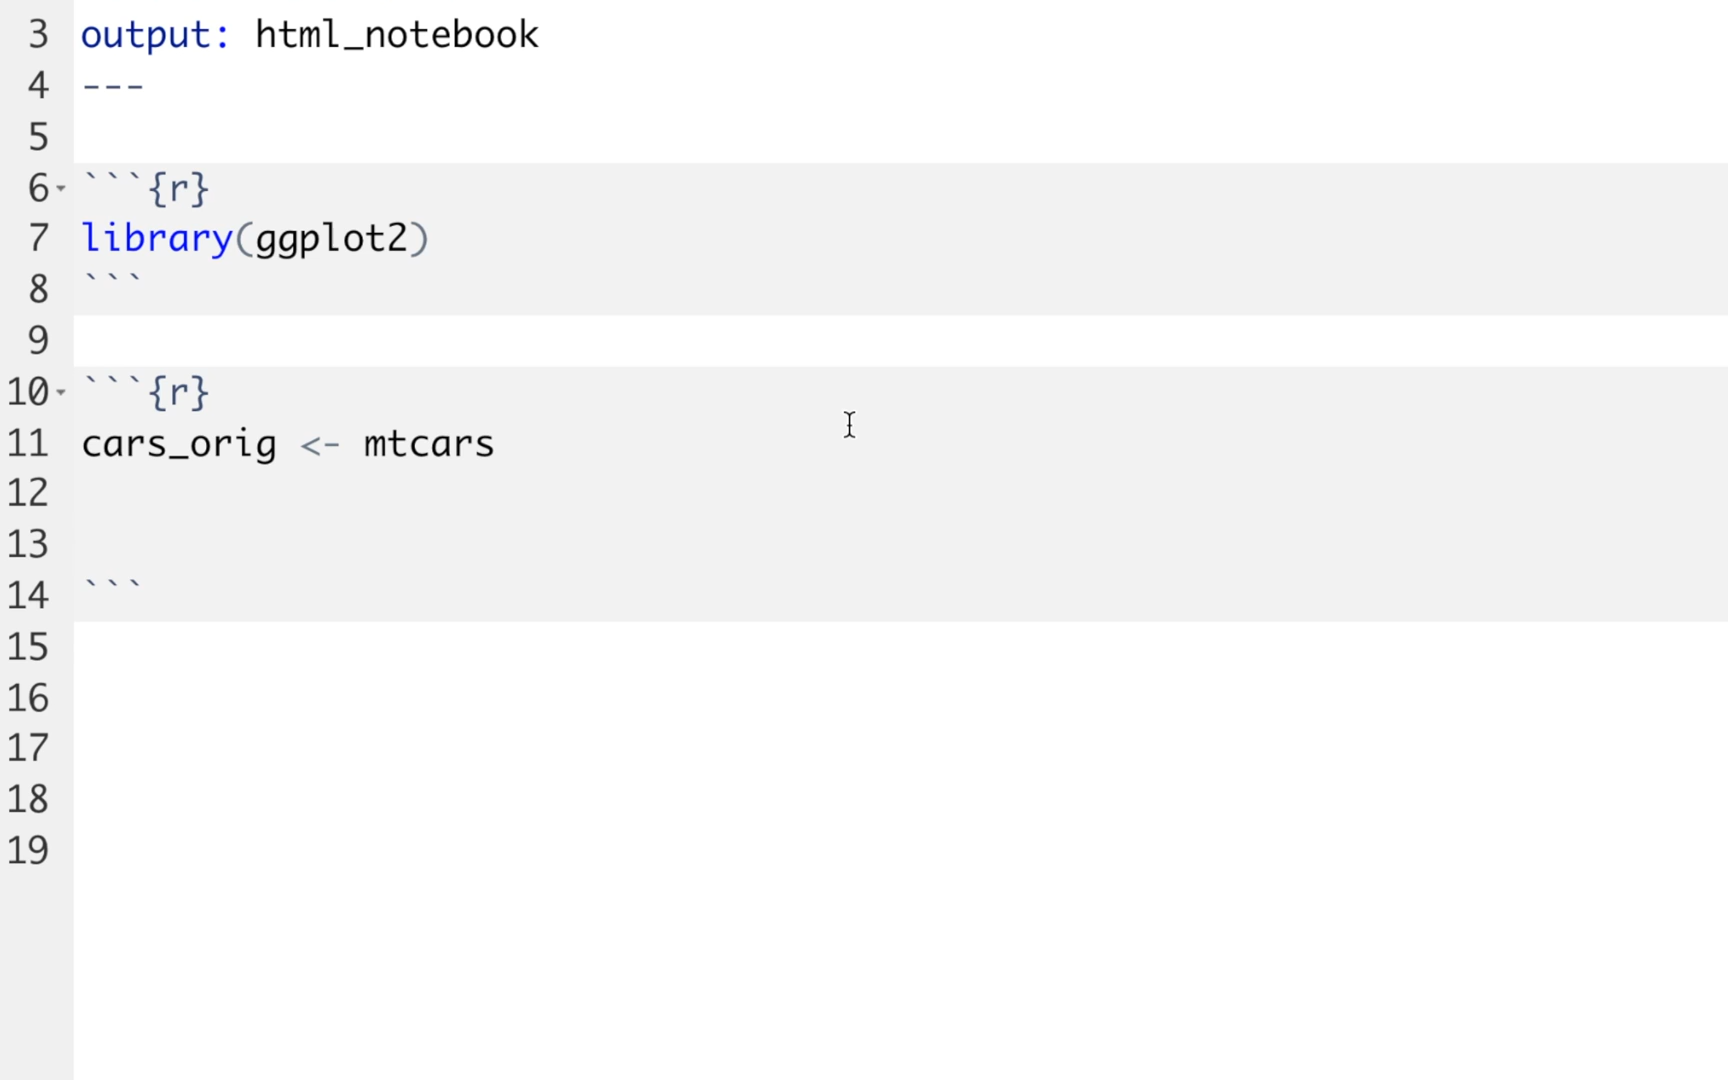 3 output: html_notebook
4 ---
5
6 ```{r}
7 library(ggplot2)
8 ```
9
10 ```{r}
11 cars_orig <- mtcars
12
13
14 ```
15
16
17
18
19